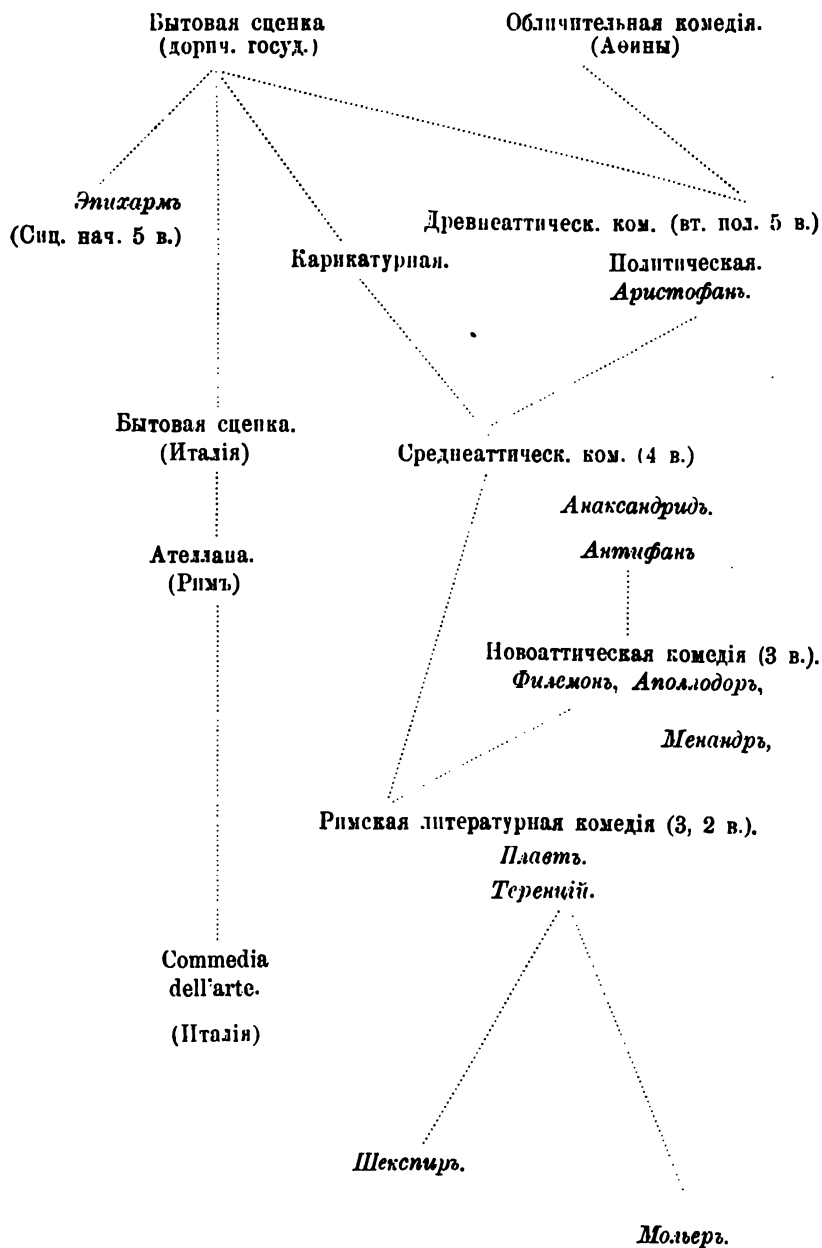 Бытовая сценка
(дорич. госуд.)
Обличительная комедія.
(Аѳины)
Эпихармъ
(Сиц. нач. 5 в.)
Древнеаттическ. ком. (вт. пол. 5 в.)
Карикатурная.
Политическая.
Аристофанъ.
Бытовая сценка.
(Италія)
Среднеаттическ. ком. (4 в.)
Анаксандридъ.
Антифанъ
Ателлана.
(Римъ)
Новоаттическая комедія (3 в.).
Филемонъ, Аполлодоръ,
Менандръ,
Римская литературная комедія (3, 2 в.).
Плавтъ.
Теренцій.
Commedia
dell'arte.
(Италія)
Шекспиръ.
Мольеръ.